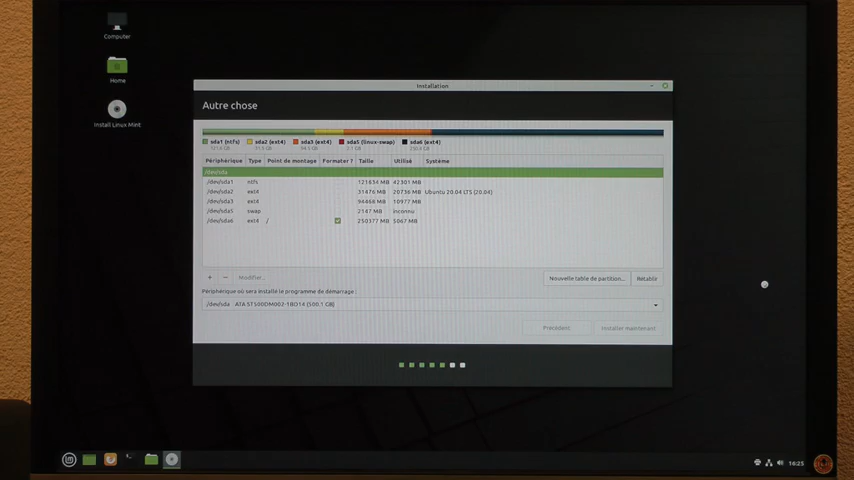 Computer
Home
Install Linux Mint
Installation
Autre chose
sda1 (ntfs) sda2 (ext4) sda3 (ext4) sda5 (linux-swap) sda6 (ext4)
Périphérique Type Point de montage Formater ? Taille Utilisé Système
/dev/sda
/dev/sda1 ntfs 121634 MB 42301 MB
/dev/sda2 ext4 31476 MB 20736 MB Ubuntu 20.04 LTS (20.04)
/dev/sda3 ext4 94468 MB 10977 MB
/dev/sda5 swap 2147 MB inconnu
/dev/sda6 ext4 / 250377 MB 5067 MB
+ - Modifier... Nouvelle table de partition... Rétablir
Périphérique où sera installé le programme de démarrage :
/dev/sda ATA ST500DM002-1BD14 (500.1 GB)
Précédent Installer maintenant
16:25